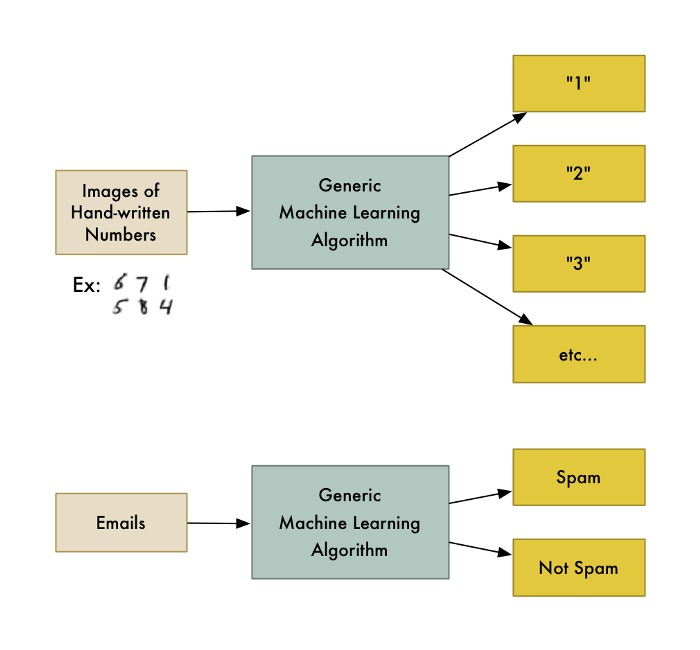 Images of
Hand-written
Numbers
Ex: 6 7 1
5 8 4
Generic
Machine Learning
Algorithm
"1"
"2"
"3"
etc...
Emails
Generic
Machine Learning
Algorithm
Spam
Not Spam